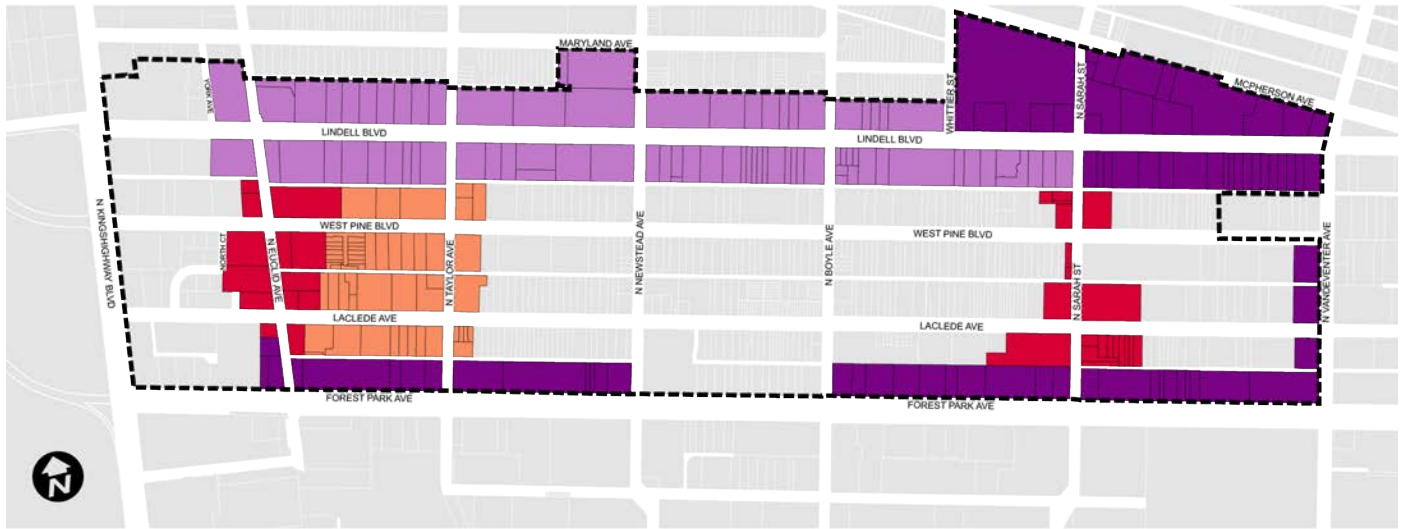 MARYLAND AVE
YORK AVE
WHITTIER ST
N SARAH ST
MCPHERSON AVE
LINDELL BLVD
LINDELL BLVD
N KINGSHIGHWAY BLVD
NORTH CT
N EUCLID AVE
WEST PINE BLVD
N TAYLOR AVE
N NEWSTEAD AVE
N BOYLE AVE
WEST PINE BLVD
N SARAH ST
N VANDEVENTER AVE
LACLEDE AVE
LACLEDE AVE
FOREST PARK AVE
FOREST PARK AVE
N